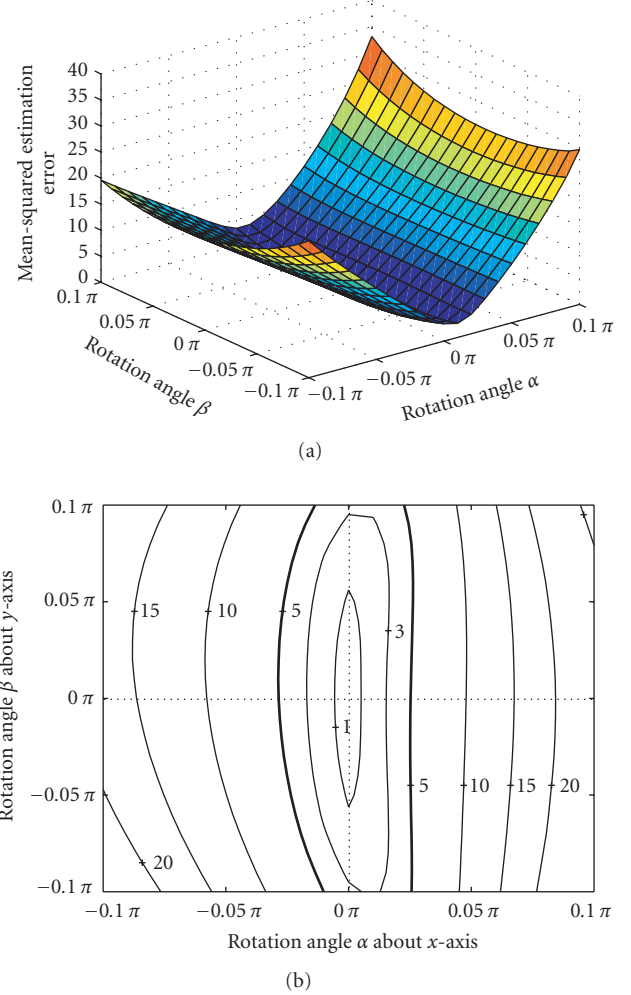 Mean-squared estimation
error
40
35
30
25
20
15
10
5
0
0.1 π
0.05 π
0 π
−0.05 π
−0.1 π
Rotation angle β
−0.1 π
−0.05 π
0 π
0.05 π
0.1 π
Rotation angle α
(a)
Rotation angle β about y-axis
0.1 π
0.05 π
0 π
−0.05 π
−0.1 π
15
10
5
3
1
5
10
15
20
20
−0.1 π
−0.05 π
0 π
0.05 π
0.1 π
Rotation angle α about x-axis
(b)